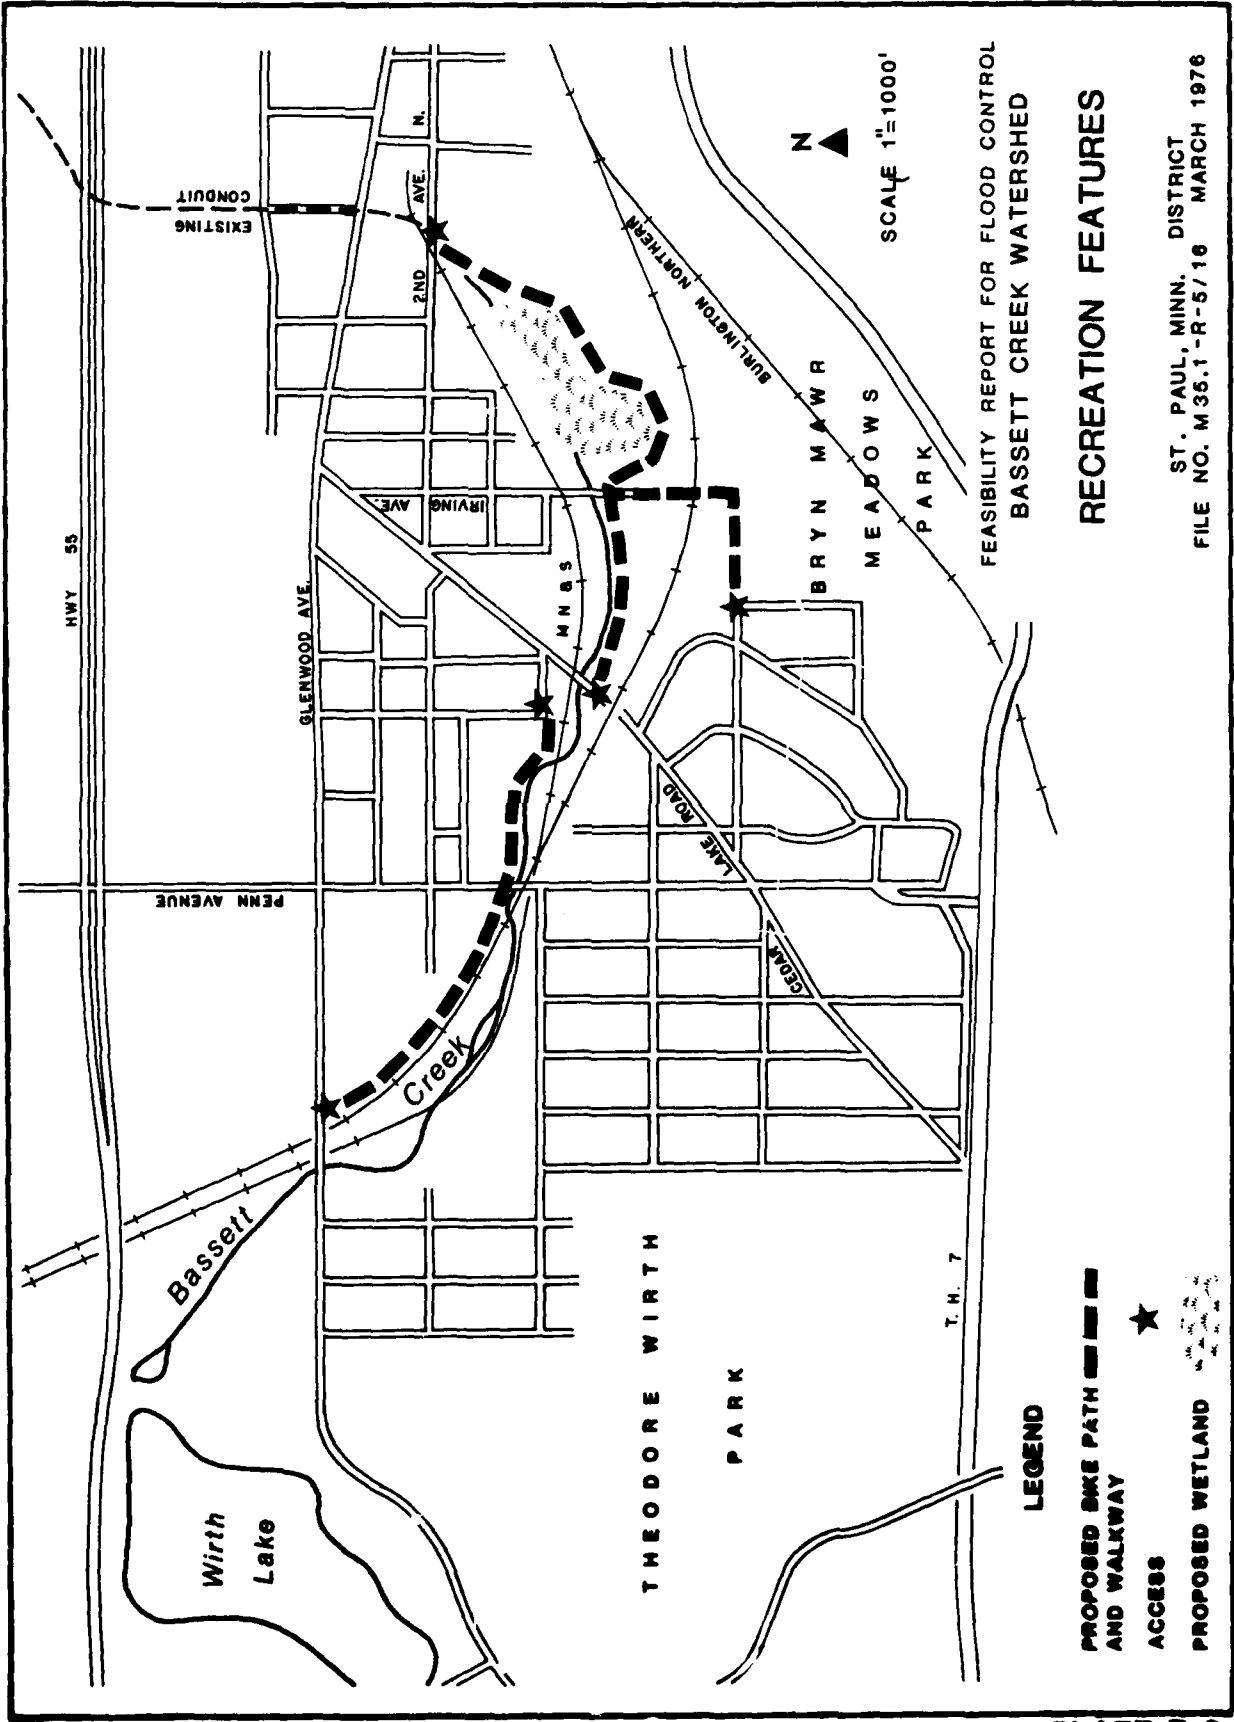 HWY 55
EXISTING
CONDUIT
GLENWOOD AVE.
PENN AVENUE
2ND AVE. N.
IRVING
AVE.
MN & S
BURLINGTON NORTHERN
CEDAR LAKE ROAD
Bassett Creek
Wirth
Lake
THEODORE WIRTH
PARK
BRYN MAWR
MEADOWS
PARK
T. H. 7
N
SCALE 1"=1000'
LEGEND
PROPOSED BIKE PATH
AND WALKWAY
ACCESS
PROPOSED WETLAND
FEASIBILITY REPORT FOR FLOOD CONTROL
BASSETT CREEK WATERSHED
RECREATION FEATURES
ST. PAUL, MINN. DISTRICT
FILE NO. M35.1-R-5/16 MARCH 1976